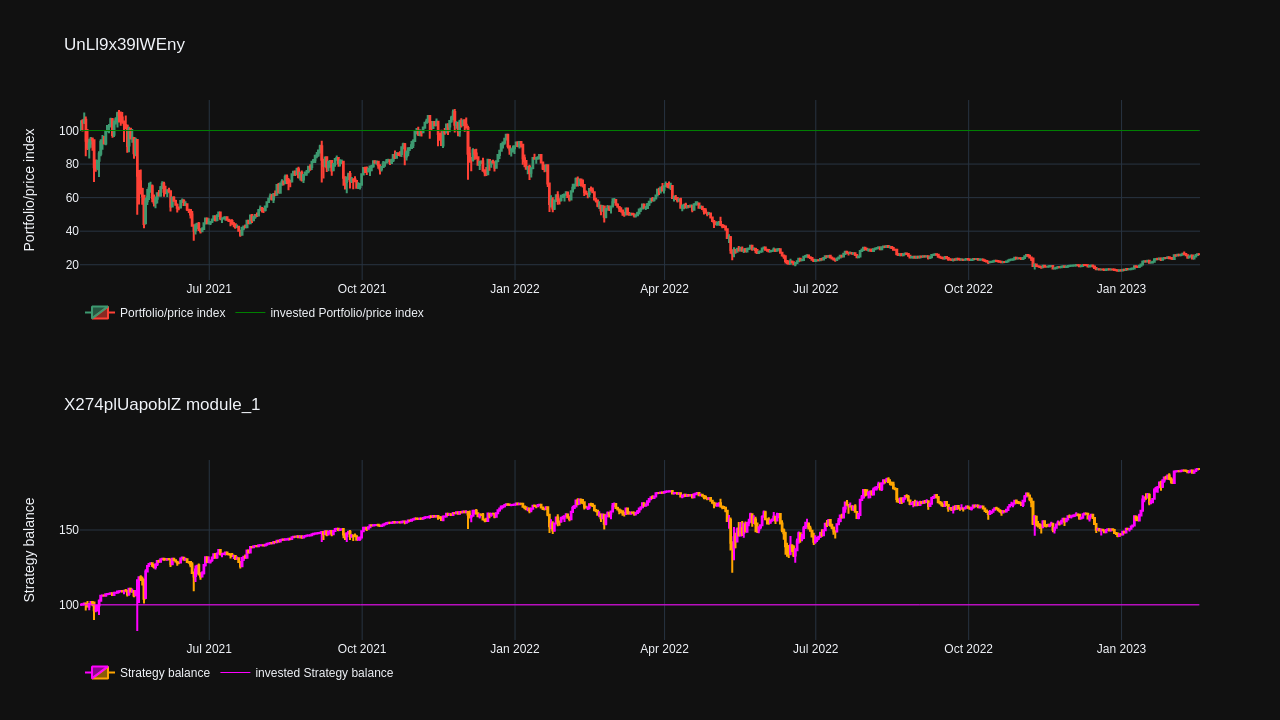 UnLl9x39lWEny
Portfolio/price index
100
80
60
40
20
Jul 2021
Oct 2021
Jan 2022
Apr 2022
Jul 2022
Oct 2022
Jan 2023
Portfolio/price index
invested Portfolio/price index
X274plUapoblZ module_1
Strategy balance
150
100
Jul 2021
Oct 2021
Jan 2022
Apr 2022
Jul 2022
Oct 2022
Jan 2023
Strategy balance
invested Strategy balance